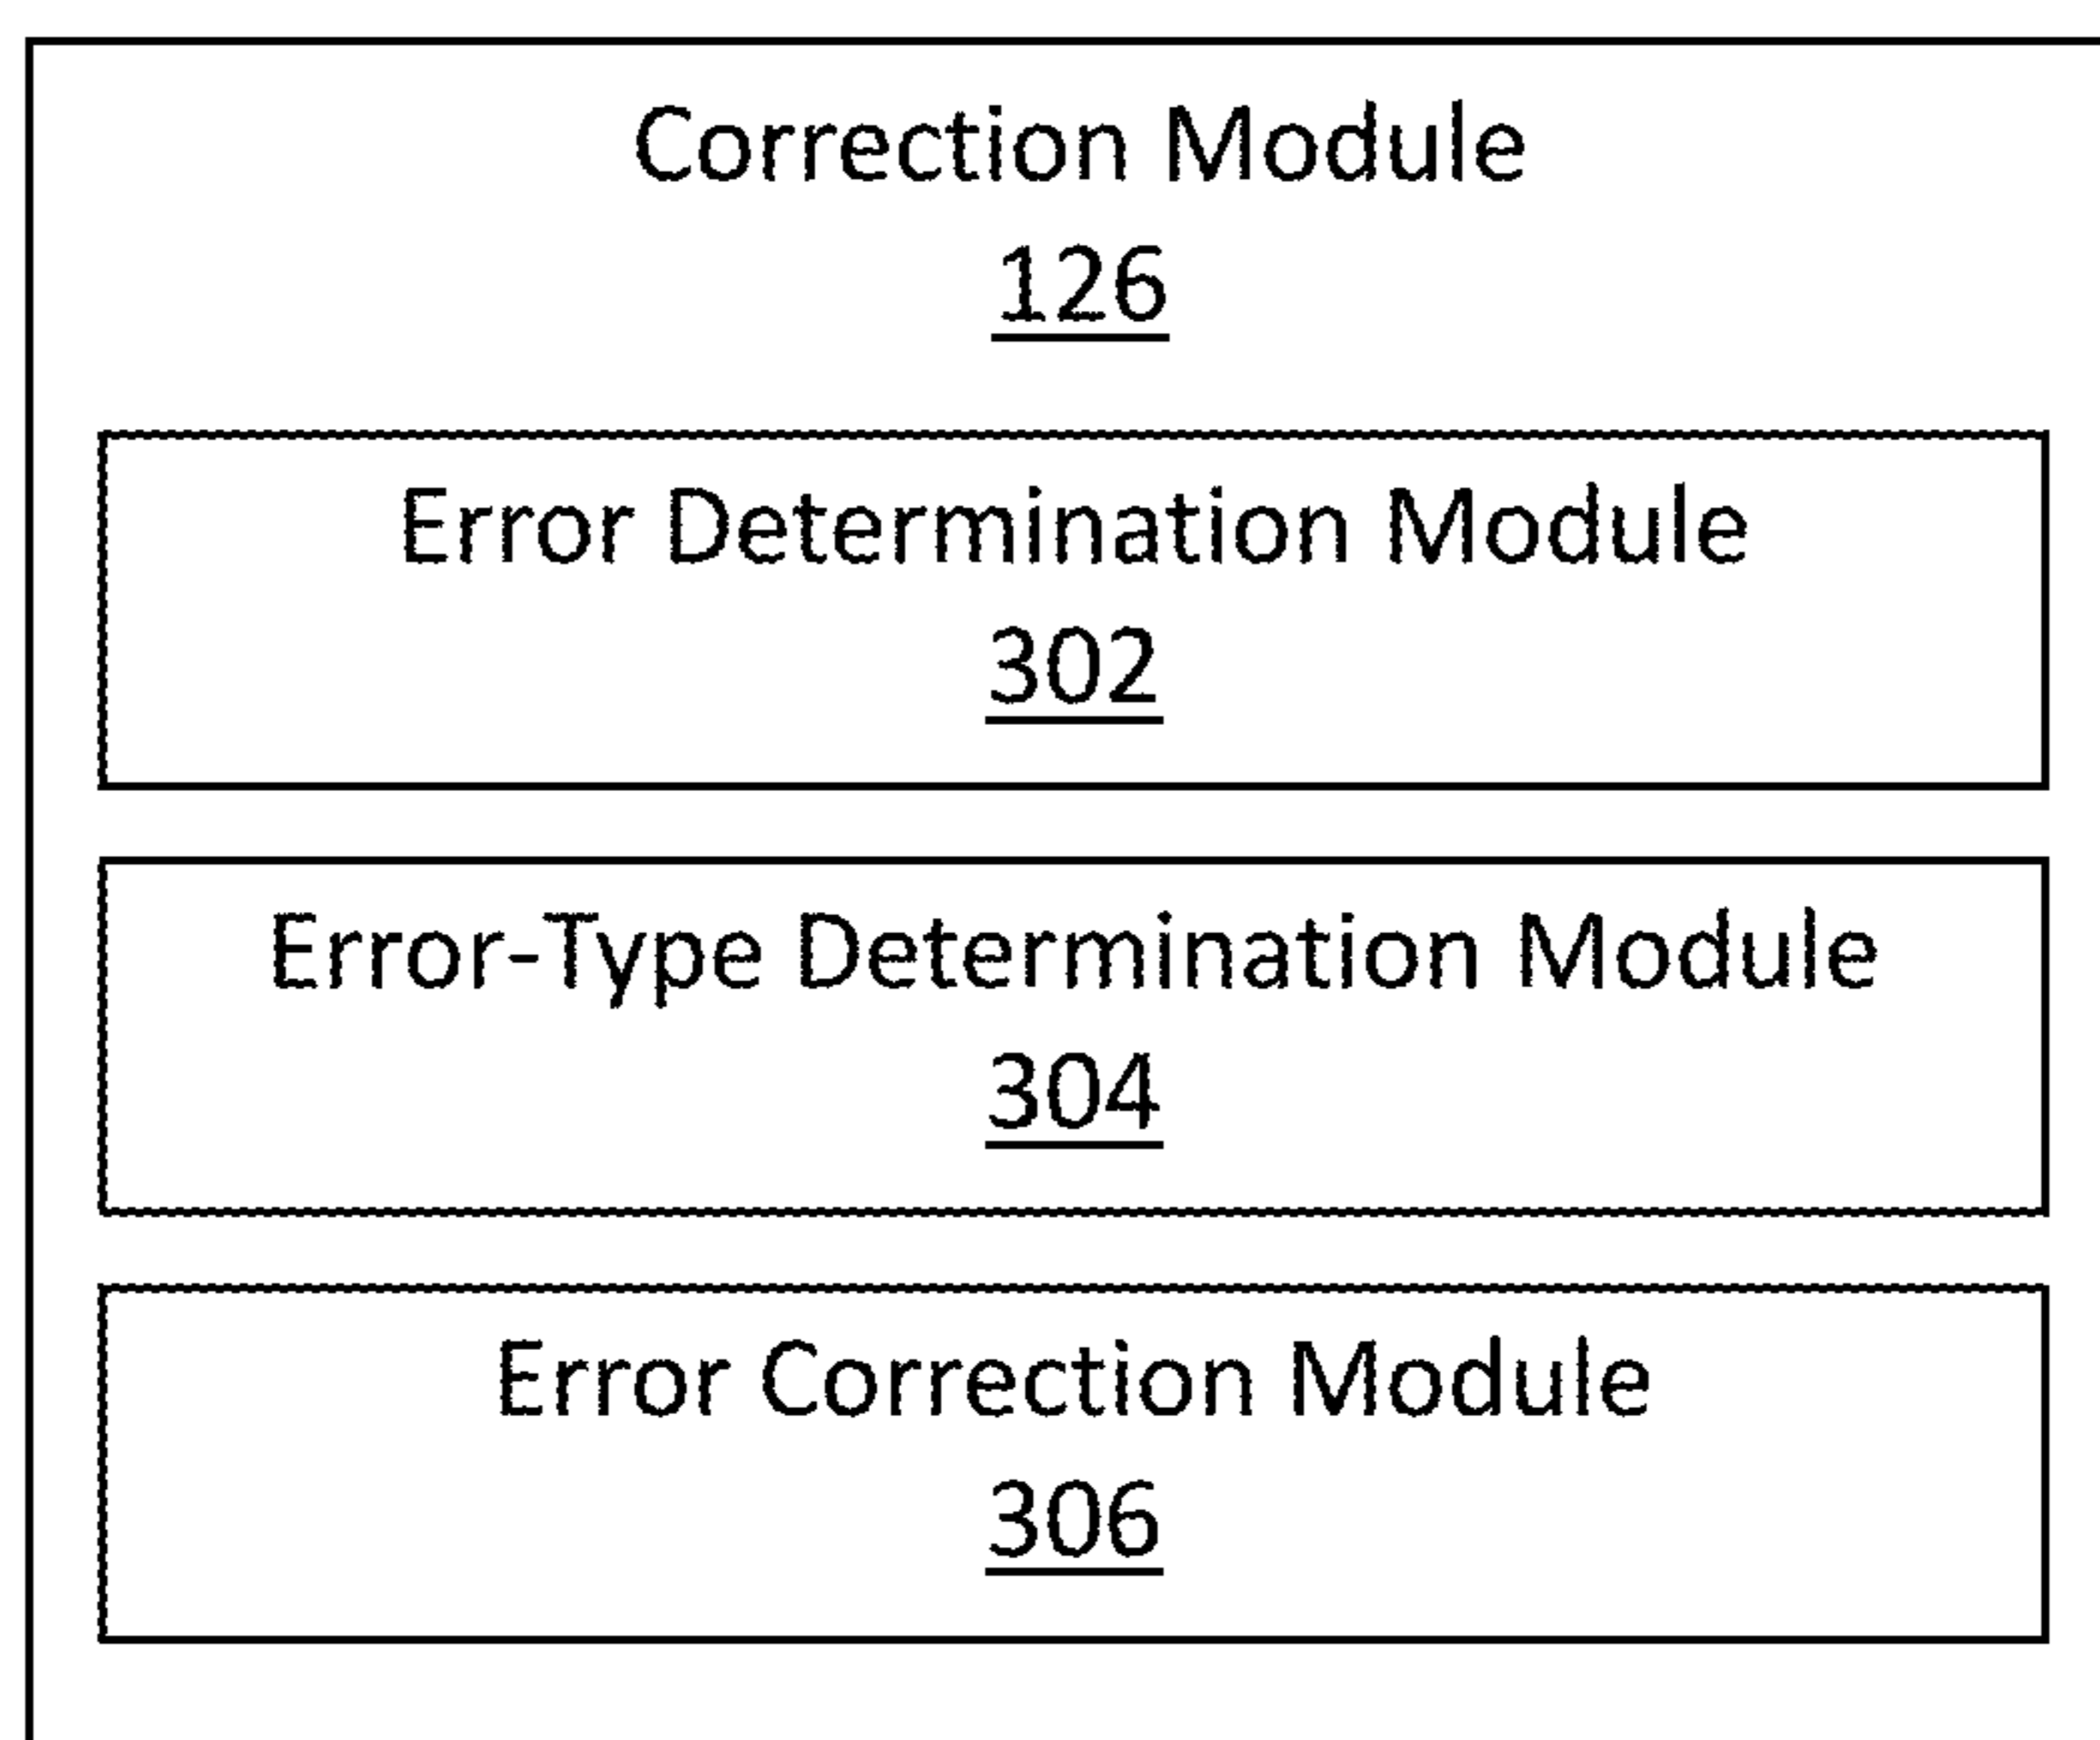 Correction Module
126
Error Determination Module
302
Error-Type Determination Module
304
Error Correction Module
306